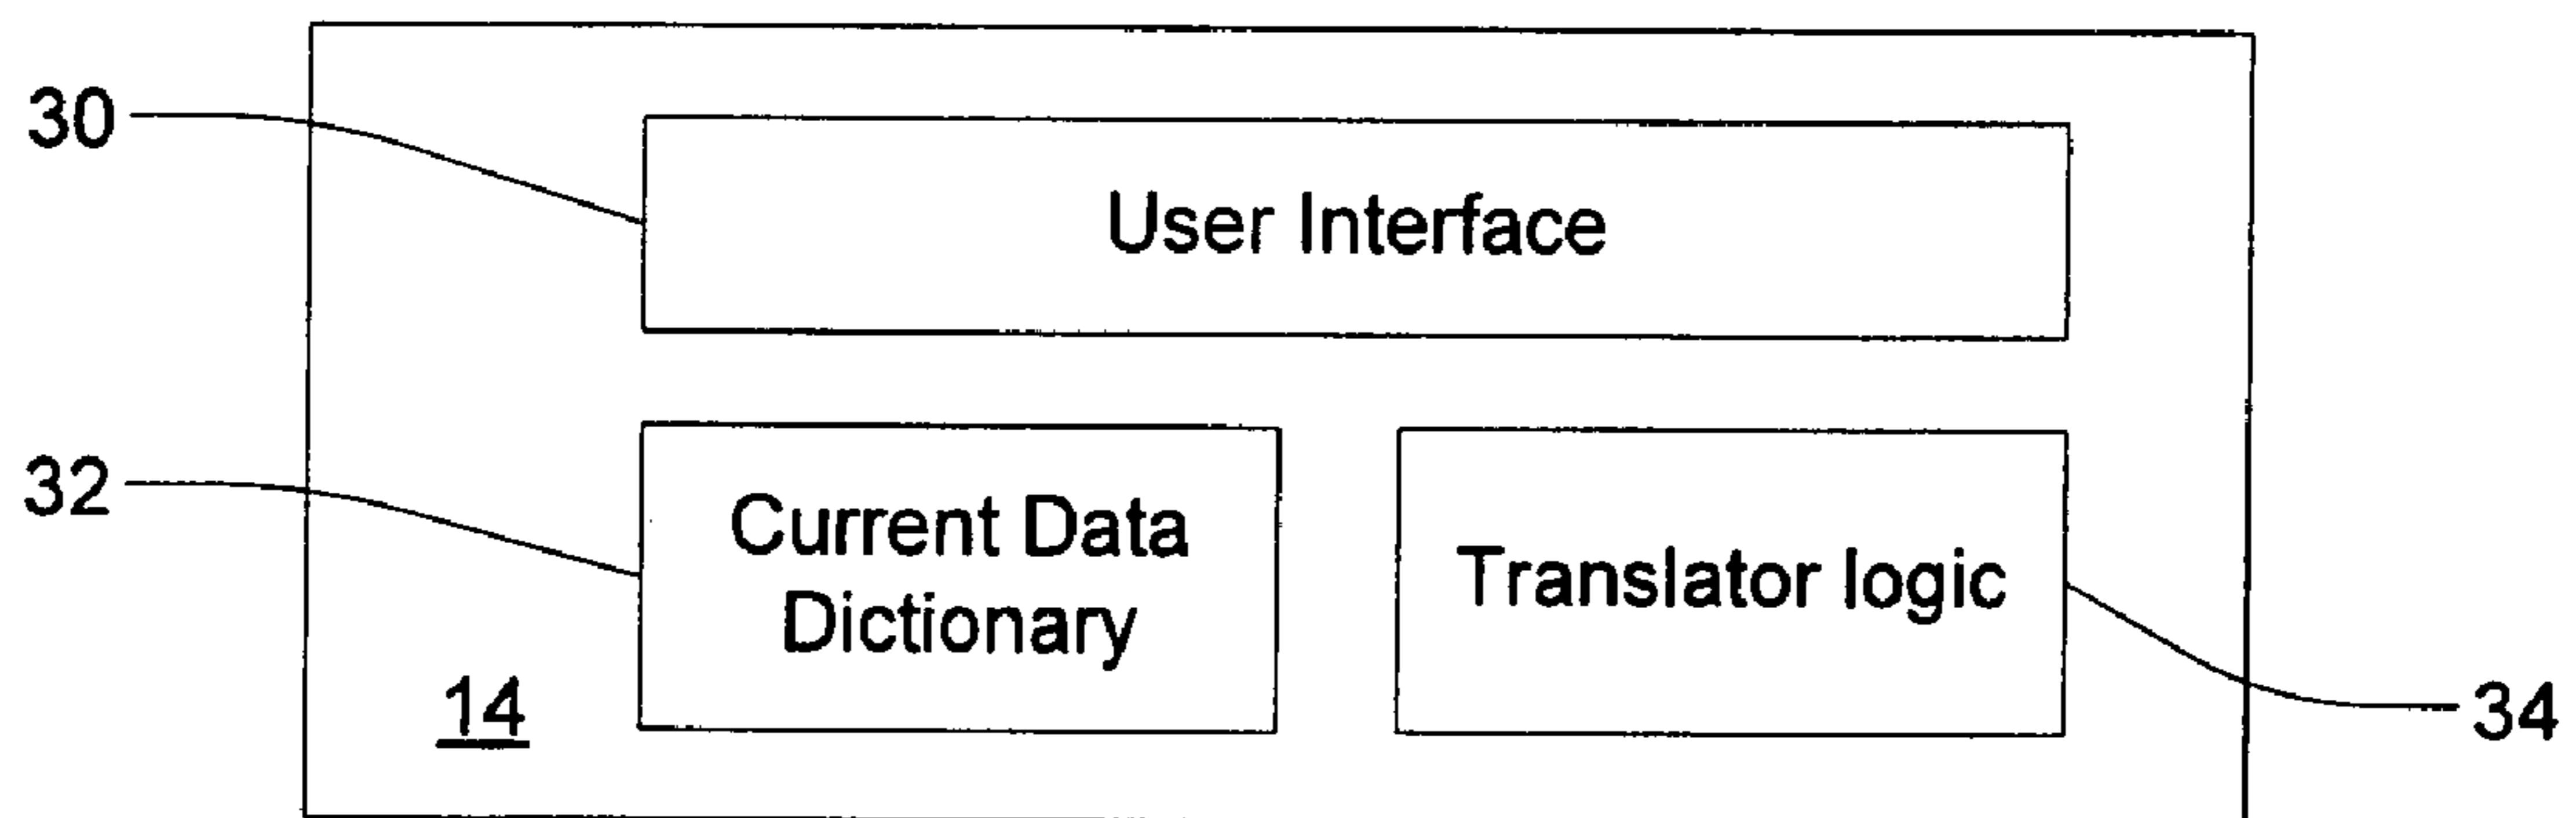 30
User Interface
32
Current Data
Dictionary
Translator logic
14
34